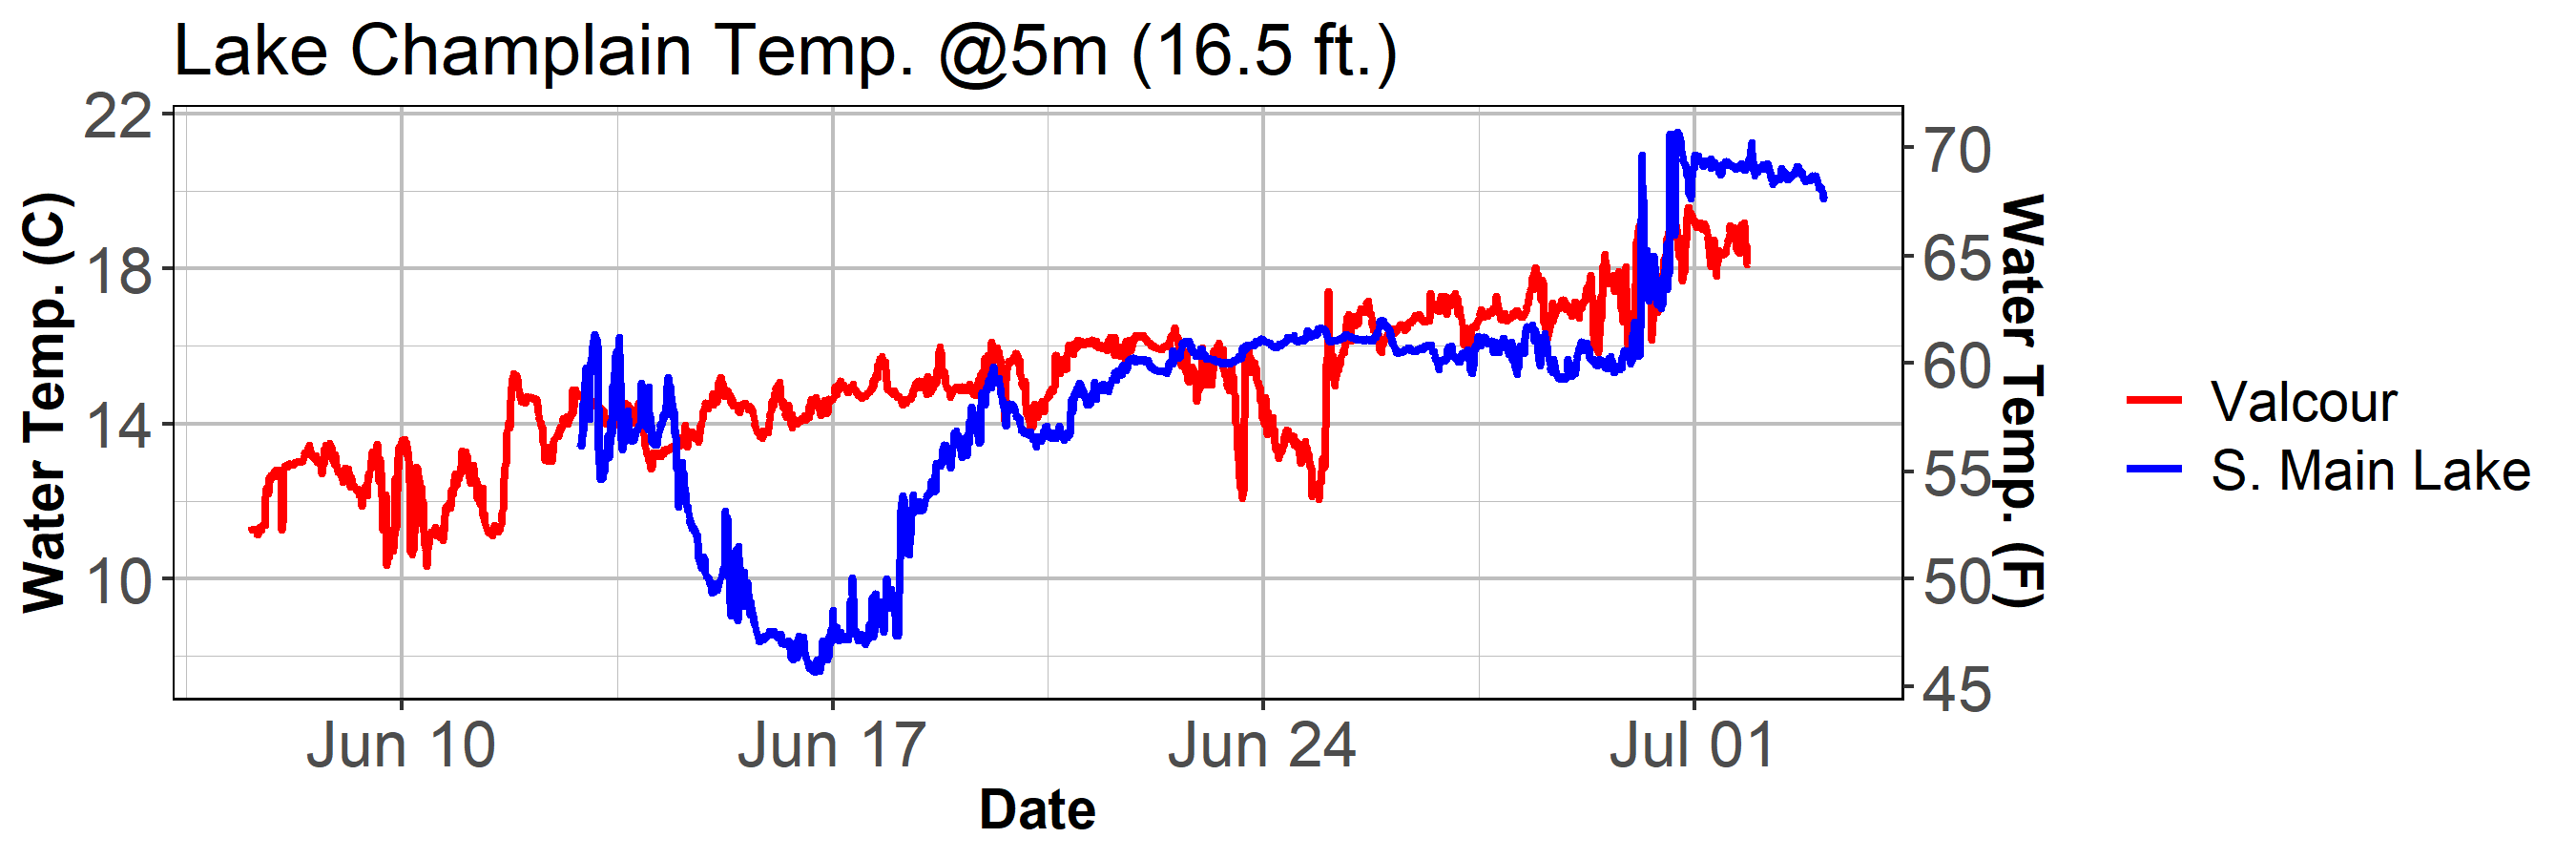 Lake Champlain Temp. @5m (16.5 ft.)
22
18
14
10
Water Temp. (C)
70
65
60
55
50
45
Water Temp. (F)
Jun 10
Jun 17
Jun 24
Jul 01
Date
Valcour
S. Main Lake